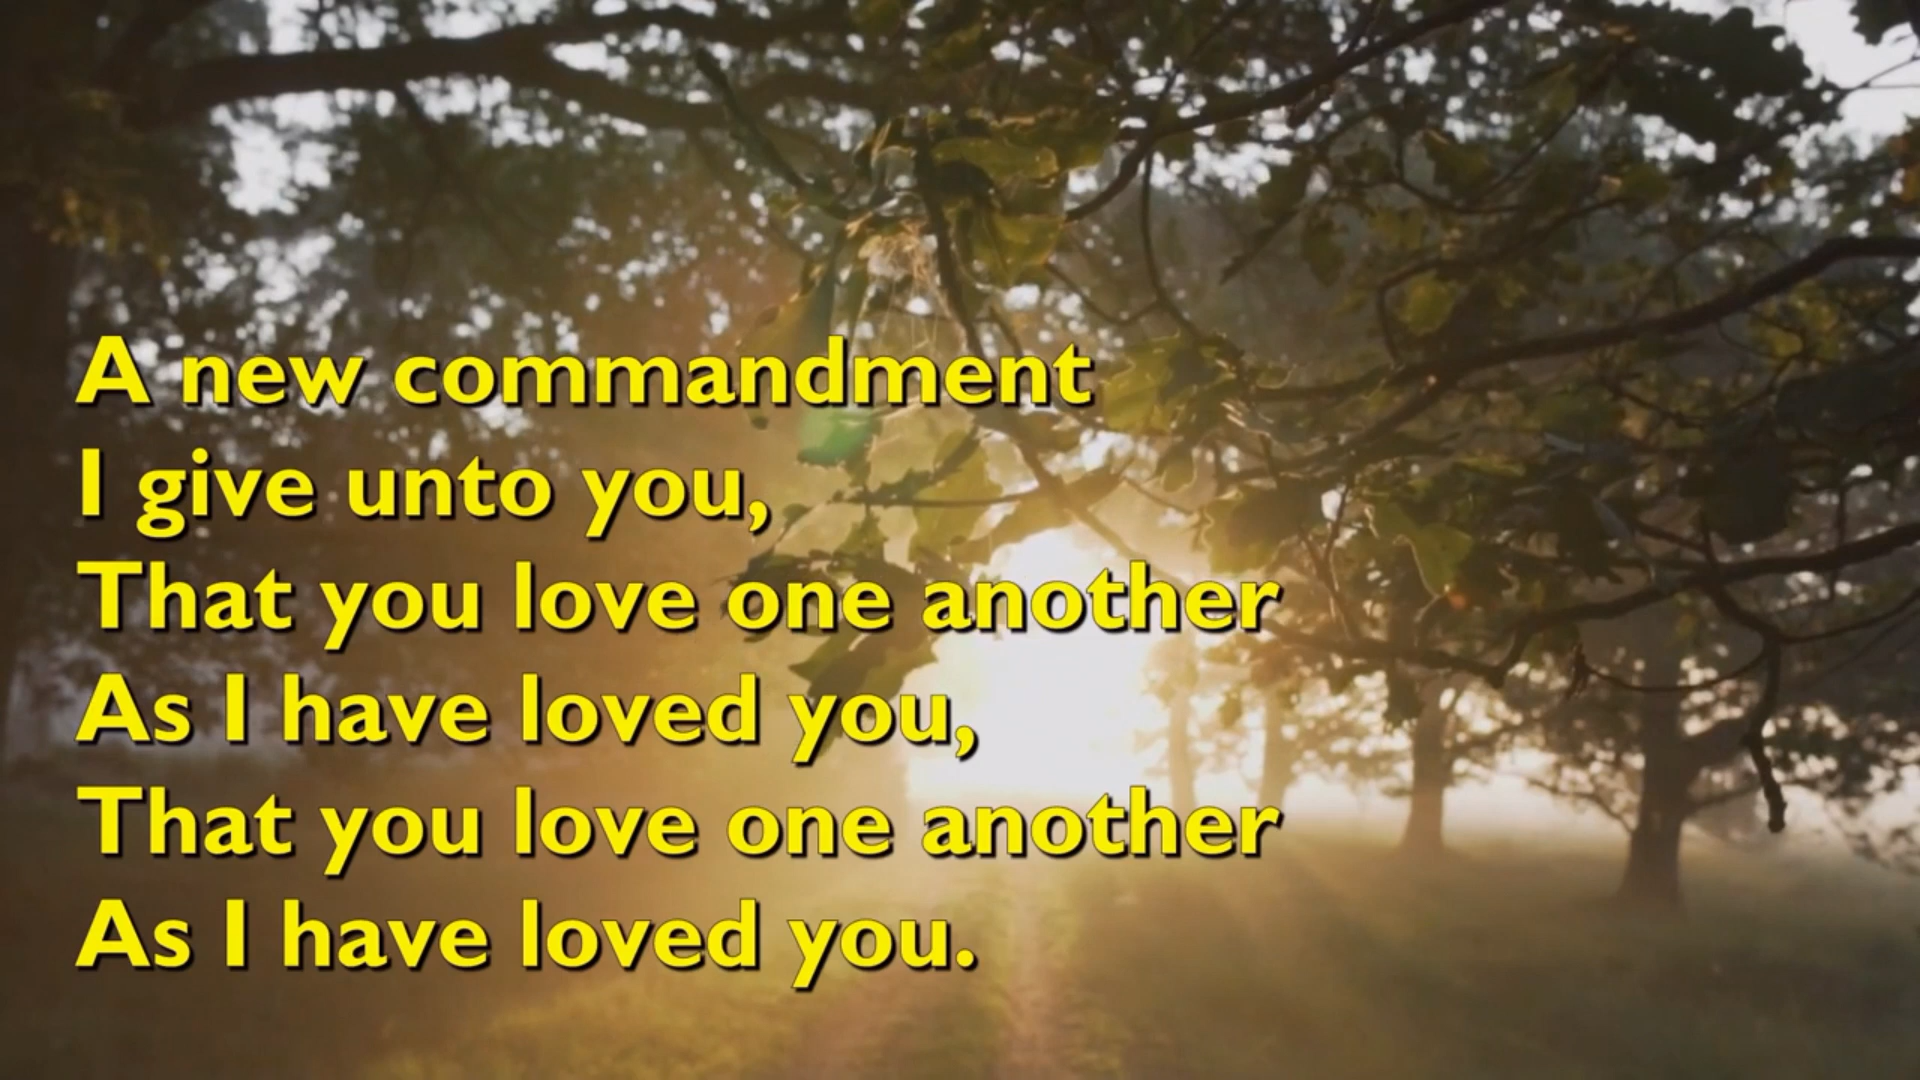 A new commandment
I give unto you,
That you love one another
As I have loved you,
That you love one another
As I have loved you.